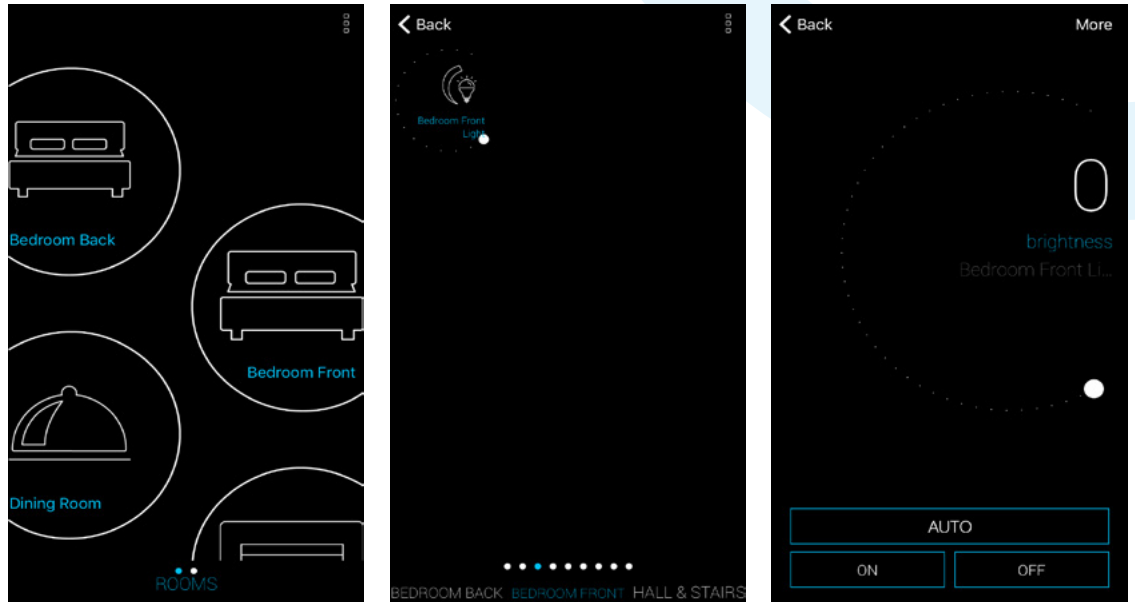 Bedroom Back
Bedroom Front
Dining Room
ROOMS
Back
Bedroom Front
Light
BEDROOM BACK BEDROOM FRONT HALL & STAIRS
Back More
0
brightness
Bedroom Front Li...
AUTO
ON OFF